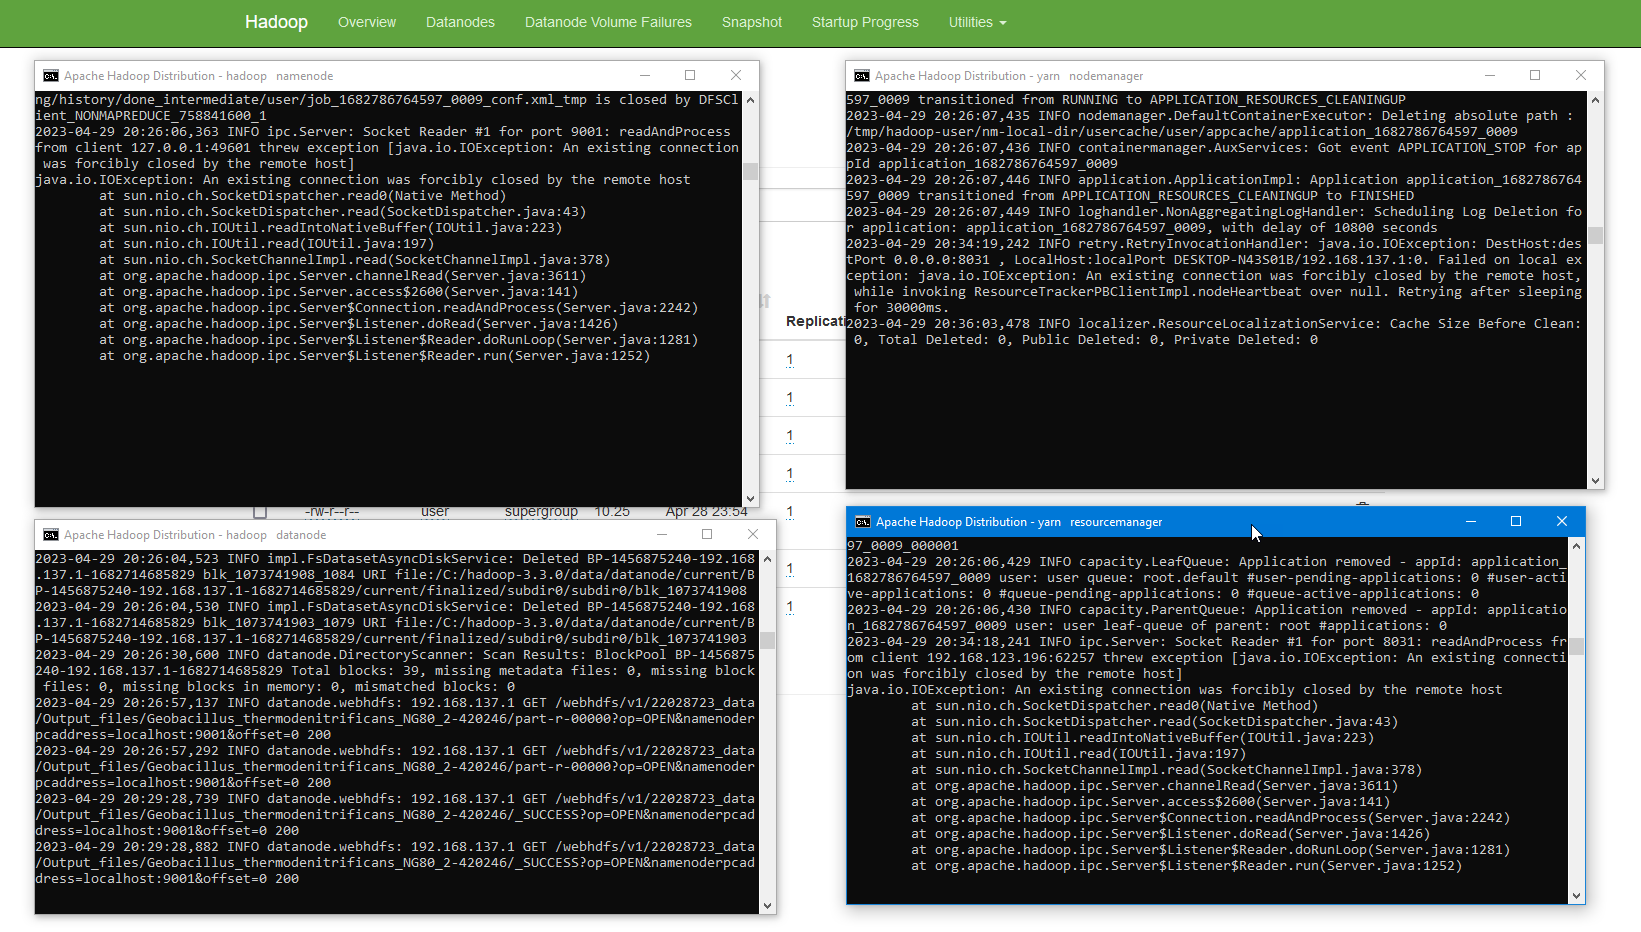 Hadoop Overview Datanodes Datanode Volume Failures Snapshot Startup Progress Utilities
Apache Hadoop Distribution - hadoop namenode
ng/history/done_intermediate/user/job_1682786764597_0009_conf.xml_tmp is closed by DFSCl
ient_NONMAPREDUCE_758841600_1
2023-04-29 20:26:06,363 INFO ipc.Server: Socket Reader #1 for port 9001: readAndProcess
from client 127.0.0.1:49601 threw exception [java.io.IOException: An existing connection
was forcibly closed by the remote host]
java.io.IOException: An existing connection was forcibly closed by the remote host
at sun.nio.ch.SocketDispatcher.read0(Native Method)
at sun.nio.ch.SocketDispatcher.read(SocketDispatcher.java:43)
at sun.nio.ch.IOUtil.readIntoNativeBuffer(IOUtil.java:223)
at sun.nio.ch.IOUtil.read(IOUtil.java:197)
at sun.nio.ch.SocketChannelImpl.read(SocketChannelImpl.java:378)
at org.apache.hadoop.ipc.Server.channelRead(Server.java:3611)
at org.apache.hadoop.ipc.Server.access$2600(Server.java:141)
at org.apache.hadoop.ipc.Server$Connection.readAndProcess(Server.java:2242)
at org.apache.hadoop.ipc.Server$Listener.doRead(Server.java:1426)
at org.apache.hadoop.ipc.Server$Listener$Reader.doRunLoop(Server.java:1281)
at org.apache.hadoop.ipc.Server$Listener$Reader.run(Server.java:1252)
Apache Hadoop Distribution - yarn nodemanager
597_0009 transitioned from RUNNING to APPLICATION_RESOURCES_CLEANINGUP
2023-04-29 20:26:07,435 INFO nodemanager.DefaultContainerExecutor: Deleting absolute path :
/tmp/hadoop-user/nm-local-dir/usercache/user/appcache/application_1682786764597_0009
2023-04-29 20:26:07,436 INFO containermanager.AuxServices: Got event APPLICATION_STOP for ap
pId application_1682786764597_0009
2023-04-29 20:26:07,446 INFO application.ApplicationImpl: Application application_1682786764
597_0009 transitioned from APPLICATION_RESOURCES_CLEANINGUP to FINISHED
2023-04-29 20:26:07,449 INFO loghandler.NonAggregatingLogHandler: Scheduling Log Deletion fo
r application: application_1682786764597_0009, with delay of 10800 seconds
2023-04-29 20:34:19,242 INFO retry.RetryInvocationHandler: java.io.IOException: DestHost:des
tPort 0.0.0.0:8031 , LocalHost:localPort DESKTOP-N43S01B/192.168.137.1:0. Failed on local ex
ception: java.io.IOException: An existing connection was forcibly closed by the remote host,
while invoking ResourceTrackerPBClientImpl.nodeHeartbeat over null. Retrying after sleeping
for 30000ms.
2023-04-29 20:36:03,478 INFO localizer.ResourceLocalizationService: Cache Size Before Clean:
0, Total Deleted: 0, Public Deleted: 0, Private Deleted: 0
Replicati
1
1
1
1
-rw-r--r-- user supergroup 10.25 Apr 28 23:54 1
1
1
Apache Hadoop Distribution - hadoop datanode
2023-04-29 20:26:04,523 INFO impl.FsDatasetAsyncDiskService: Deleted BP-1456875240-192.168
.137.1-1682714685829 blk_1073741908_1084 URI file:/C:/hadoop-3.3.0/data/datanode/current/B
P-1456875240-192.168.137.1-1682714685829/current/finalized/subdir0/subdir0/blk_1073741908
2023-04-29 20:26:04,530 INFO impl.FsDatasetAsyncDiskService: Deleted BP-1456875240-192.168
.137.1-1682714685829 blk_1073741903_1079 URI file:/C:/hadoop-3.3.0/data/datanode/current/B
P-1456875240-192.168.137.1-1682714685829/current/finalized/subdir0/subdir0/blk_1073741903
2023-04-29 20:26:30,600 INFO datanode.DirectoryScanner: Scan Results: BlockPool BP-1456875
240-192.168.137.1-1682714685829 Total blocks: 39, missing metadata files: 0, missing block
files: 0, missing blocks in memory: 0, mismatched blocks: 0
2023-04-29 20:26:57,137 INFO datanode.webhdfs: 192.168.137.1 GET /webhdfs/v1/22028723_data
/Output_files/Geobacillus_thermodenitrificans_NG80_2-420246/part-r-00000?op=OPEN&namenoder
pcaddress=localhost:9001&offset=0 200
2023-04-29 20:26:57,292 INFO datanode.webhdfs: 192.168.137.1 GET /webhdfs/v1/22028723_data
/Output_files/Geobacillus_thermodenitrificans_NG80_2-420246/part-r-00000?op=OPEN&namenoder
pcaddress=localhost:9001&offset=0 200
2023-04-29 20:29:28,739 INFO datanode.webhdfs: 192.168.137.1 GET /webhdfs/v1/22028723_data
/Output_files/Geobacillus_thermodenitrificans_NG80_2-420246/_SUCCESS?op=OPEN&namenoderpcad
dress=localhost:9001&offset=0 200
2023-04-29 20:29:28,882 INFO datanode.webhdfs: 192.168.137.1 GET /webhdfs/v1/22028723_data
/Output_files/Geobacillus_thermodenitrificans_NG80_2-420246/_SUCCESS?op=OPEN&namenoderpcad
dress=localhost:9001&offset=0 200
Apache Hadoop Distribution - yarn resourcemanager
97_0009_000001
2023-04-29 20:26:06,429 INFO capacity.LeafQueue: Application removed - appId: application_
1682786764597_0009 user: user queue: root.default #user-pending-applications: 0 #user-acti
ve-applications: 0 #queue-pending-applications: 0 #queue-active-applications: 0
2023-04-29 20:26:06,430 INFO capacity.ParentQueue: Application removed - appId: applicatio
n_1682786764597_0009 user: user leaf-queue of parent: root #applications: 0
2023-04-29 20:34:18,241 INFO ipc.Server: Socket Reader #1 for port 8031: readAndProcess fr
om client 192.168.123.196:62257 threw exception [java.io.IOException: An existing connecti
on was forcibly closed by the remote host]
java.io.IOException: An existing connection was forcibly closed by the remote host
at sun.nio.ch.SocketDispatcher.read0(Native Method)
at sun.nio.ch.SocketDispatcher.read(SocketDispatcher.java:43)
at sun.nio.ch.IOUtil.readIntoNativeBuffer(IOUtil.java:223)
at sun.nio.ch.IOUtil.read(IOUtil.java:197)
at sun.nio.ch.SocketChannelImpl.read(SocketChannelImpl.java:378)
at org.apache.hadoop.ipc.Server.channelRead(Server.java:3611)
at org.apache.hadoop.ipc.Server.access$2600(Server.java:141)
at org.apache.hadoop.ipc.Server$Connection.readAndProcess(Server.java:2242)
at org.apache.hadoop.ipc.Server$Listener.doRead(Server.java:1426)
at org.apache.hadoop.ipc.Server$Listener$Reader.doRunLoop(Server.java:1281)
at org.apache.hadoop.ipc.Server$Listener$Reader.run(Server.java:1252)